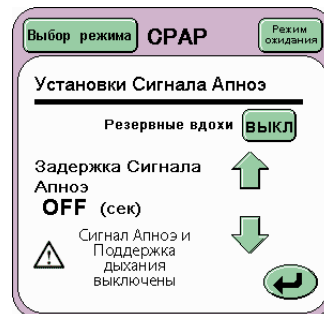 Выбор режима
CPAP
Режим
ожидания
Установки Сигнала Апноэ
Резервные вдохи
ВЫКЛ
Задержка Сигнала
Апноэ
OFF (сек)
Сигнал Апноэ и
Поддержка
дыхания
выключены